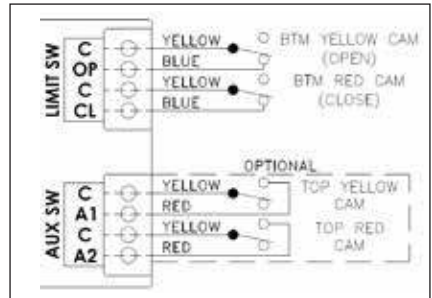 LIMIT SW
C
OP
C
CL
YELLOW
BLUE
YELLOW
BLUE
BTM YELLOW CAM
(OPEN)
BTM RED CAM
(CLOSE)
OPTIONAL
AUX SW
C
A1
C
A2
YELLOW
RED
YELLOW
RED
TOP YELLOW
CAM
TOP RED
CAM